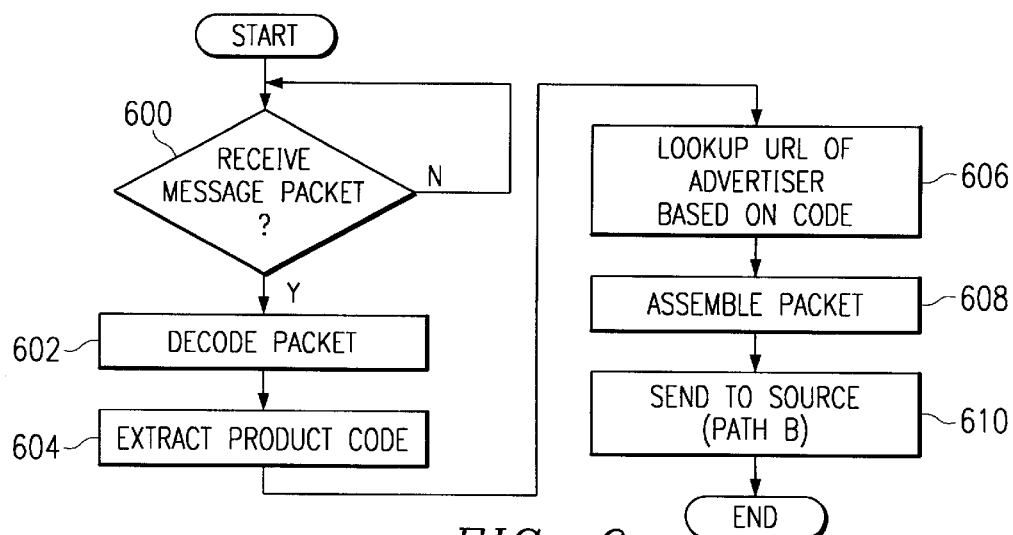 START
600
RECEIVE
MESSAGE PACKET
?
N
Y
602
DECODE PACKET
604
EXTRACT PRODUCT CODE
LOOKUP URL OF
ADVERTISER
BASED ON CODE
606
ASSEMBLE PACKET
608
SEND TO SOURCE
(PATH B)
610
END
FIG.